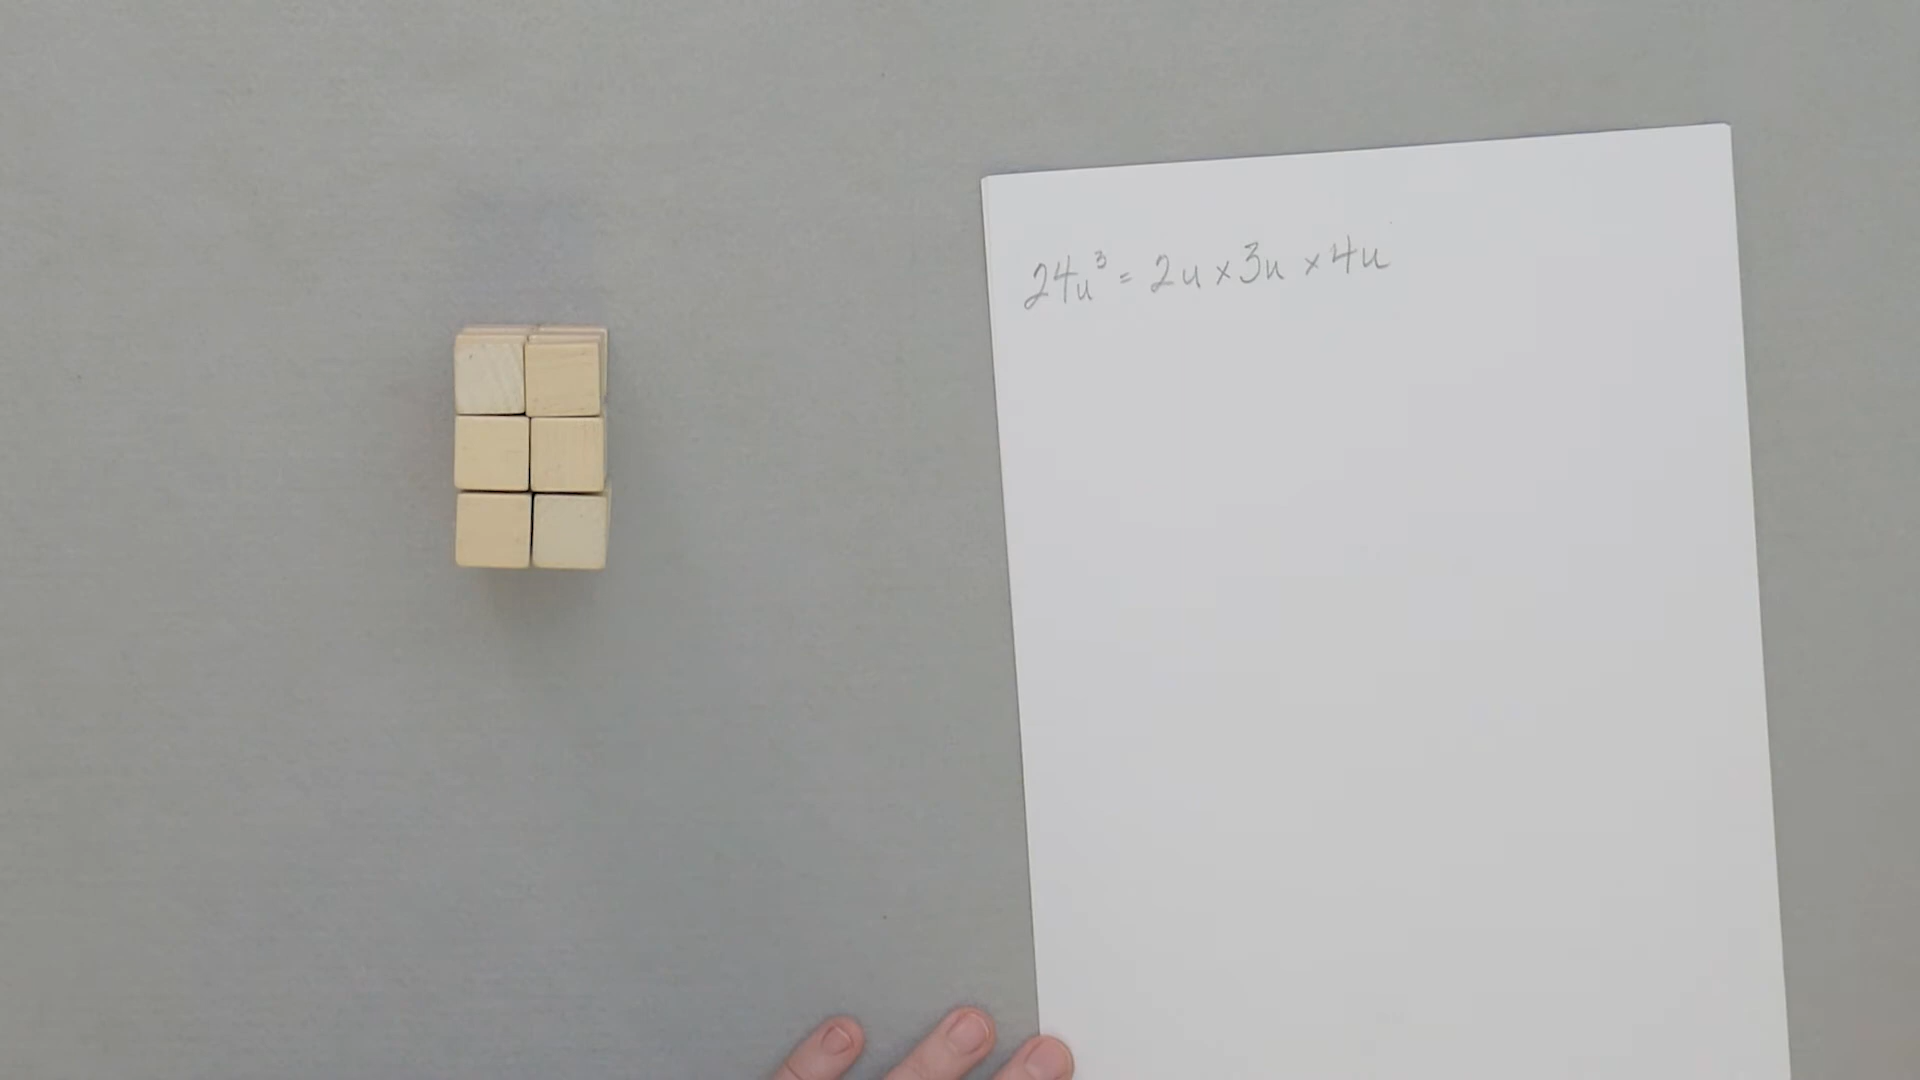 24u³ = 2u × 3u × 4u